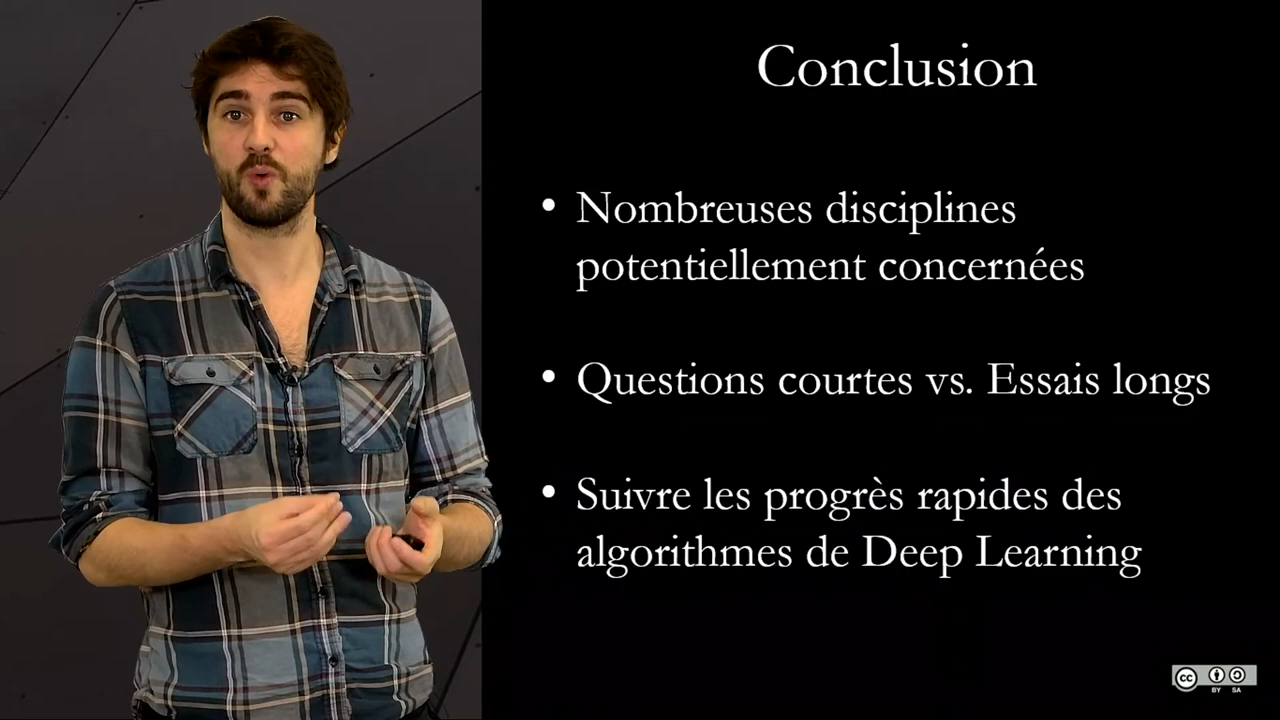 Conclusion
• Nombreuses disciplines
potentiellement concernées
• Questions courtes vs. Essais longs
• Suivre les progrès rapides des
algorithmes de Deep Learning
cc
BY SA